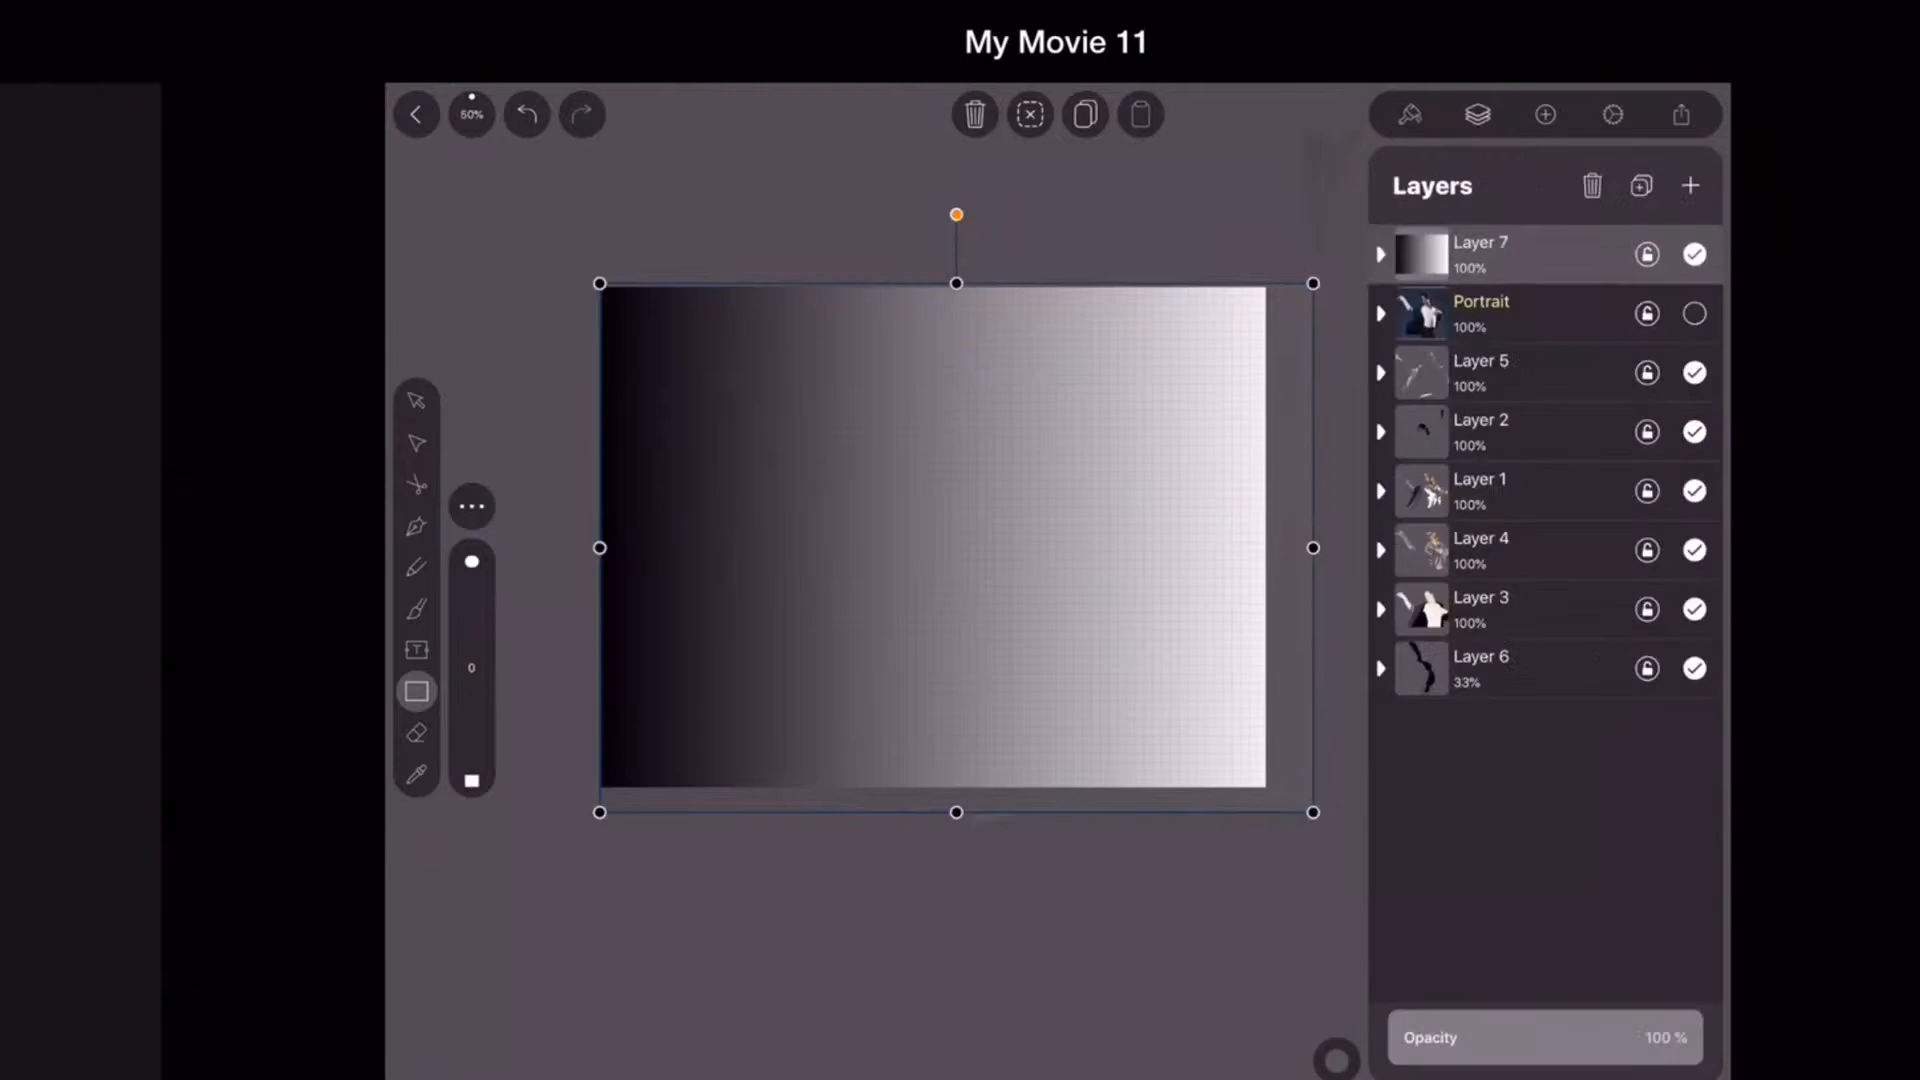 My Movie 11
50%
Layers
Layer 7
100%
Portrait
100%
Layer 5
100%
Layer 2
100%
Layer 1
100%
Layer 4
100%
Layer 3
100%
Layer 6
33%
T
0
Opacity 100 %